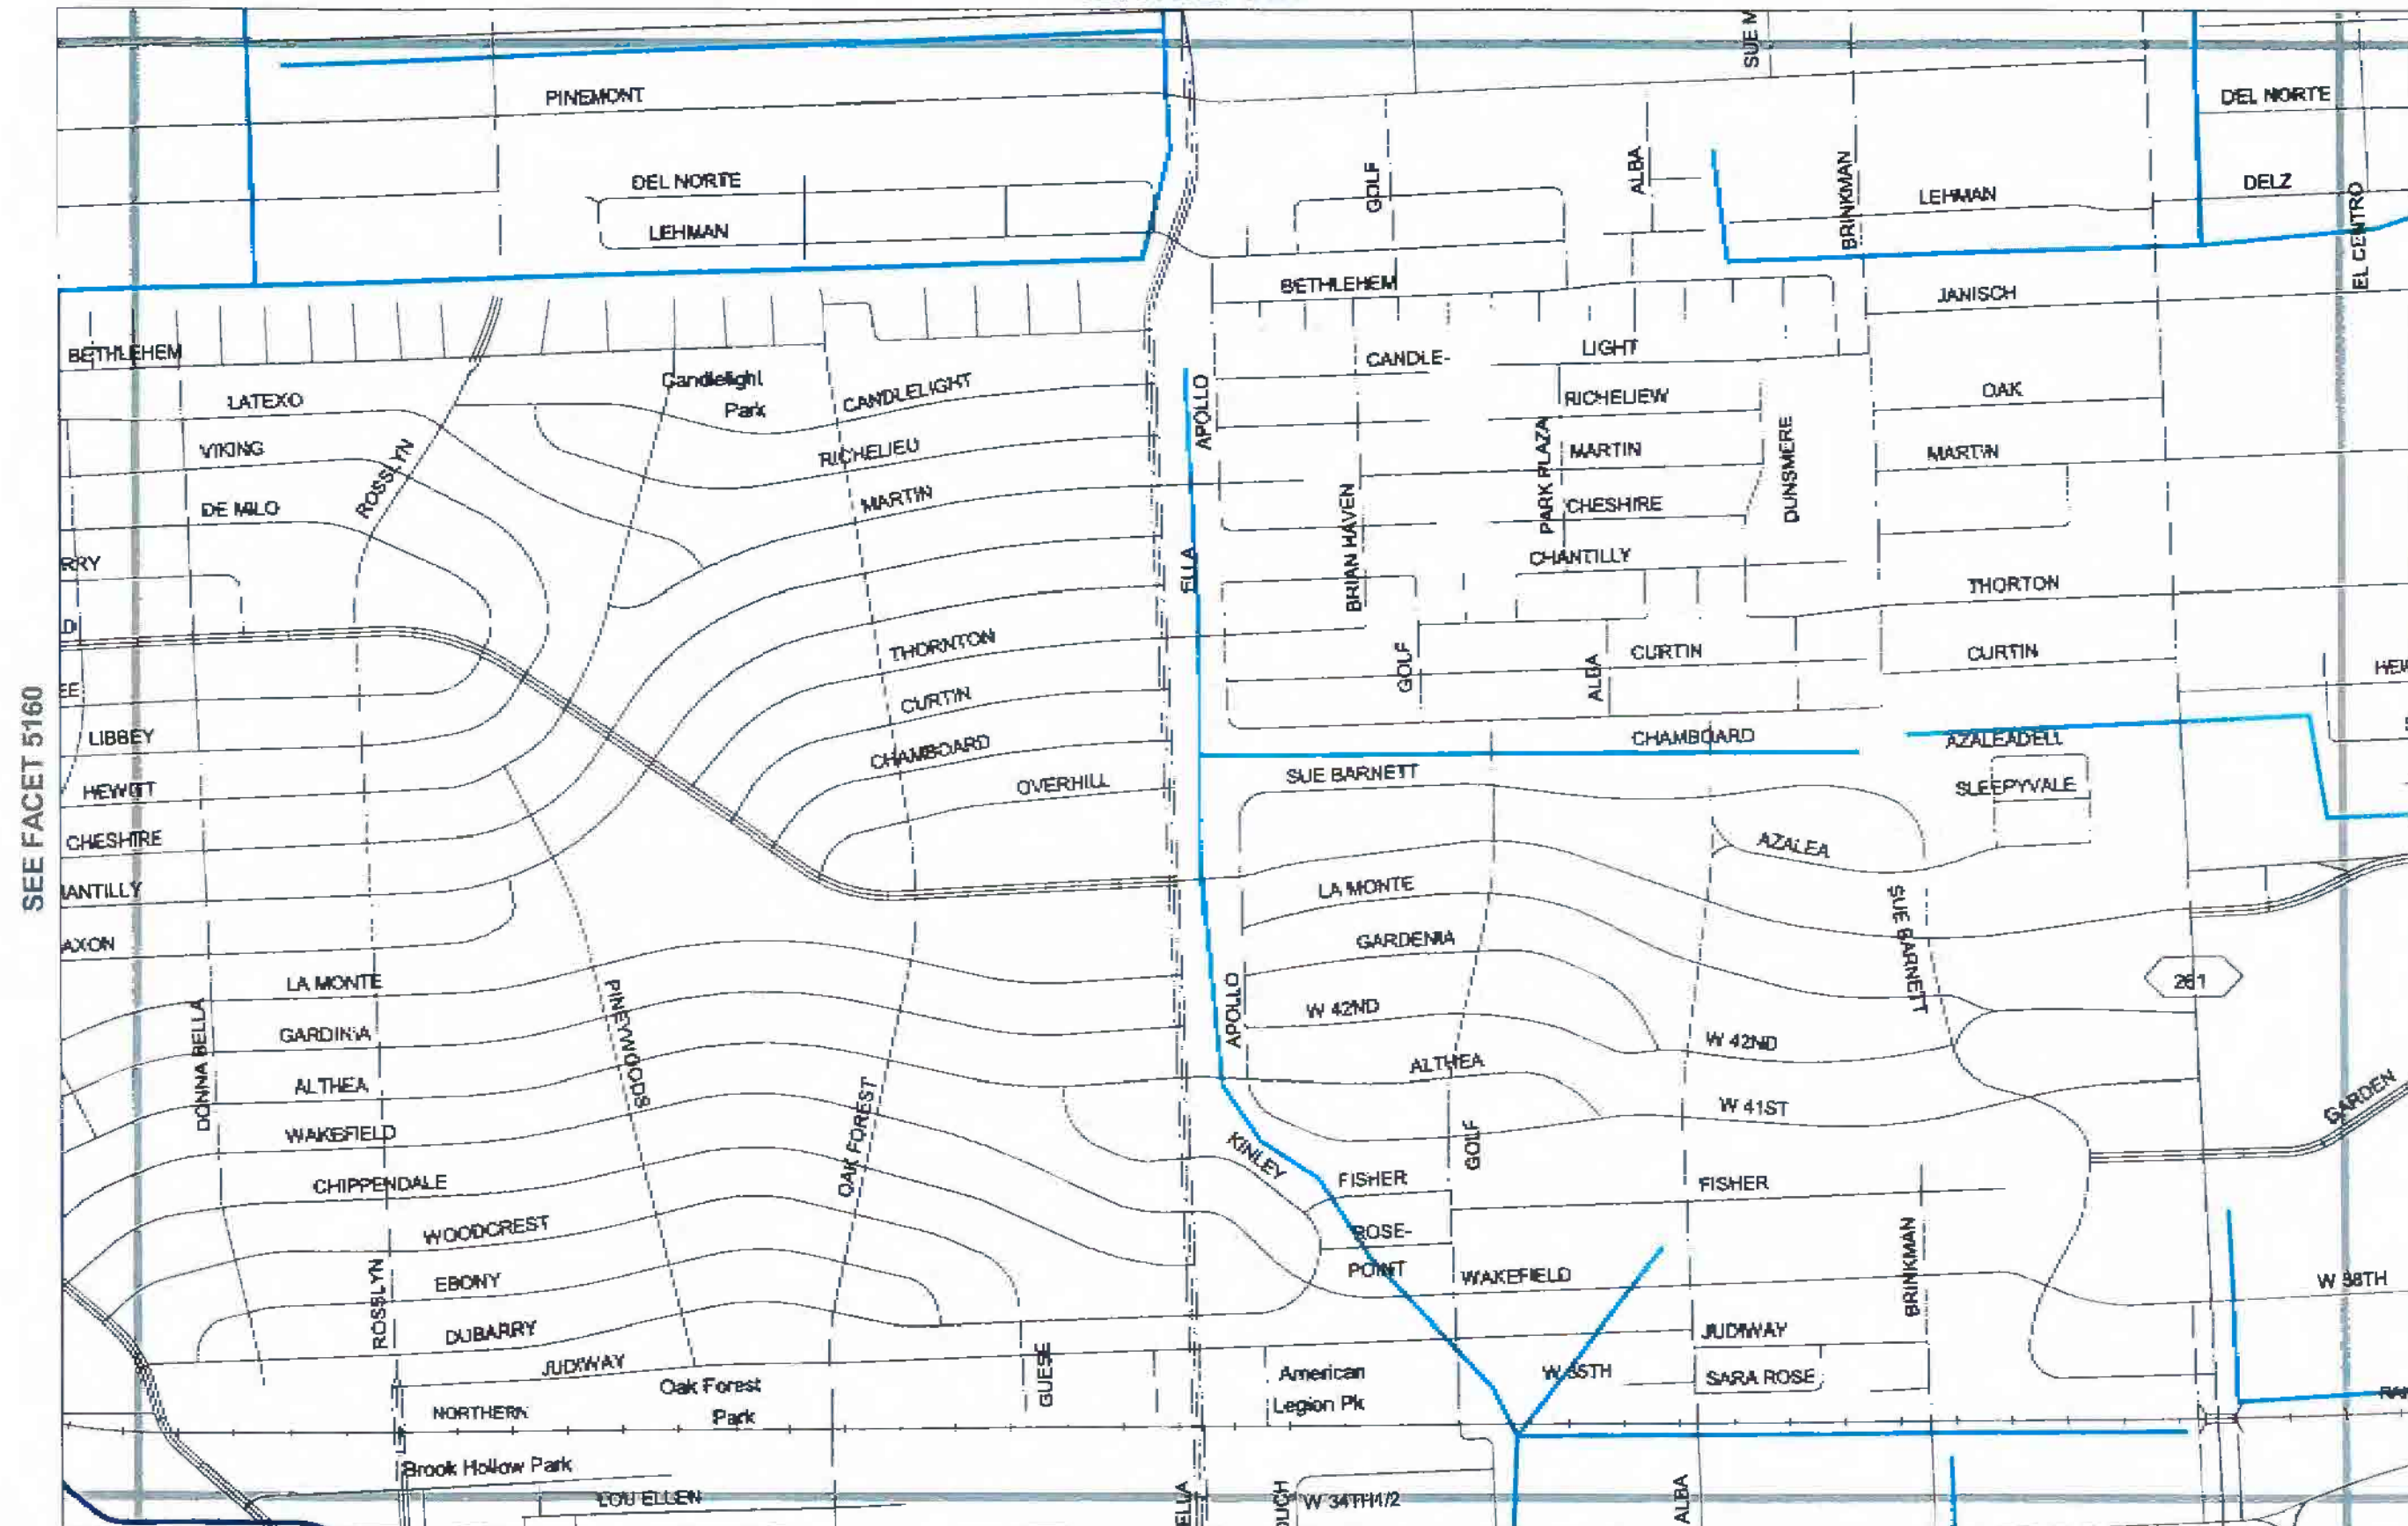 PINEMONT
DEL NORTE
DEL NORTE
LEHMAN
GOLF
ALBA
BRINKMAN
LEHMAN
DELZ
EL CENTRO
BETHLEHEM
JANISCH
BETHLEHEM
Candlelight
Park
CANDLELIGHT
CANDLE-
LIGHT
LATEXO
VIKING
DE MILO
ROSSLYN
RICHELIEU
MARTIN
APOLLO
ELLA
BRIAN HAVEN
PARK PLAZA
RICHELIEW
MARTIN
CHESHIRE
CHANTILLY
DUNSMERE
OAK
MARTIN
THORTON
CURTIN
RRY
THORNTON
CURTIN
CHAMBOARD
OVERHILL
GOLF
ALBA
CURTIN
CHAMBOARD
SEE FACET 5160
LIBBEY
HEWITT
CHESHIRE
ANTILLY
AXON
SUE BARNETT
AZALEADELL
SLEEPYVALE
AZALEA
LA MONTE
GARDENIA
W 42ND
W 42ND
SUE BARNETT
261
LA MONTE
GARDINIA
ALTHEA
WAKEFIELD
CHIPPENDALE
WOODCREST
EBONY
DUBARRY
JUDIWAY
DONNA BELLA
PINEYWOODS
OAK FOREST
ROSSLYN
GUESE
APOLLO
ALTHEA
W 41ST
GARDEN
KINLEY
FISHER
ROSE-
POINT
GOLF
FISHER
WAKEFIELD
BRINKMAN
W 38TH
JUDIWAY
W 35TH
SARA ROSE
American
Legion Pk
Oak Forest
Park
NORTHERN
Brook Hollow Park
LOU ELLEN
ELLA
W 34TH1/2
ALBA